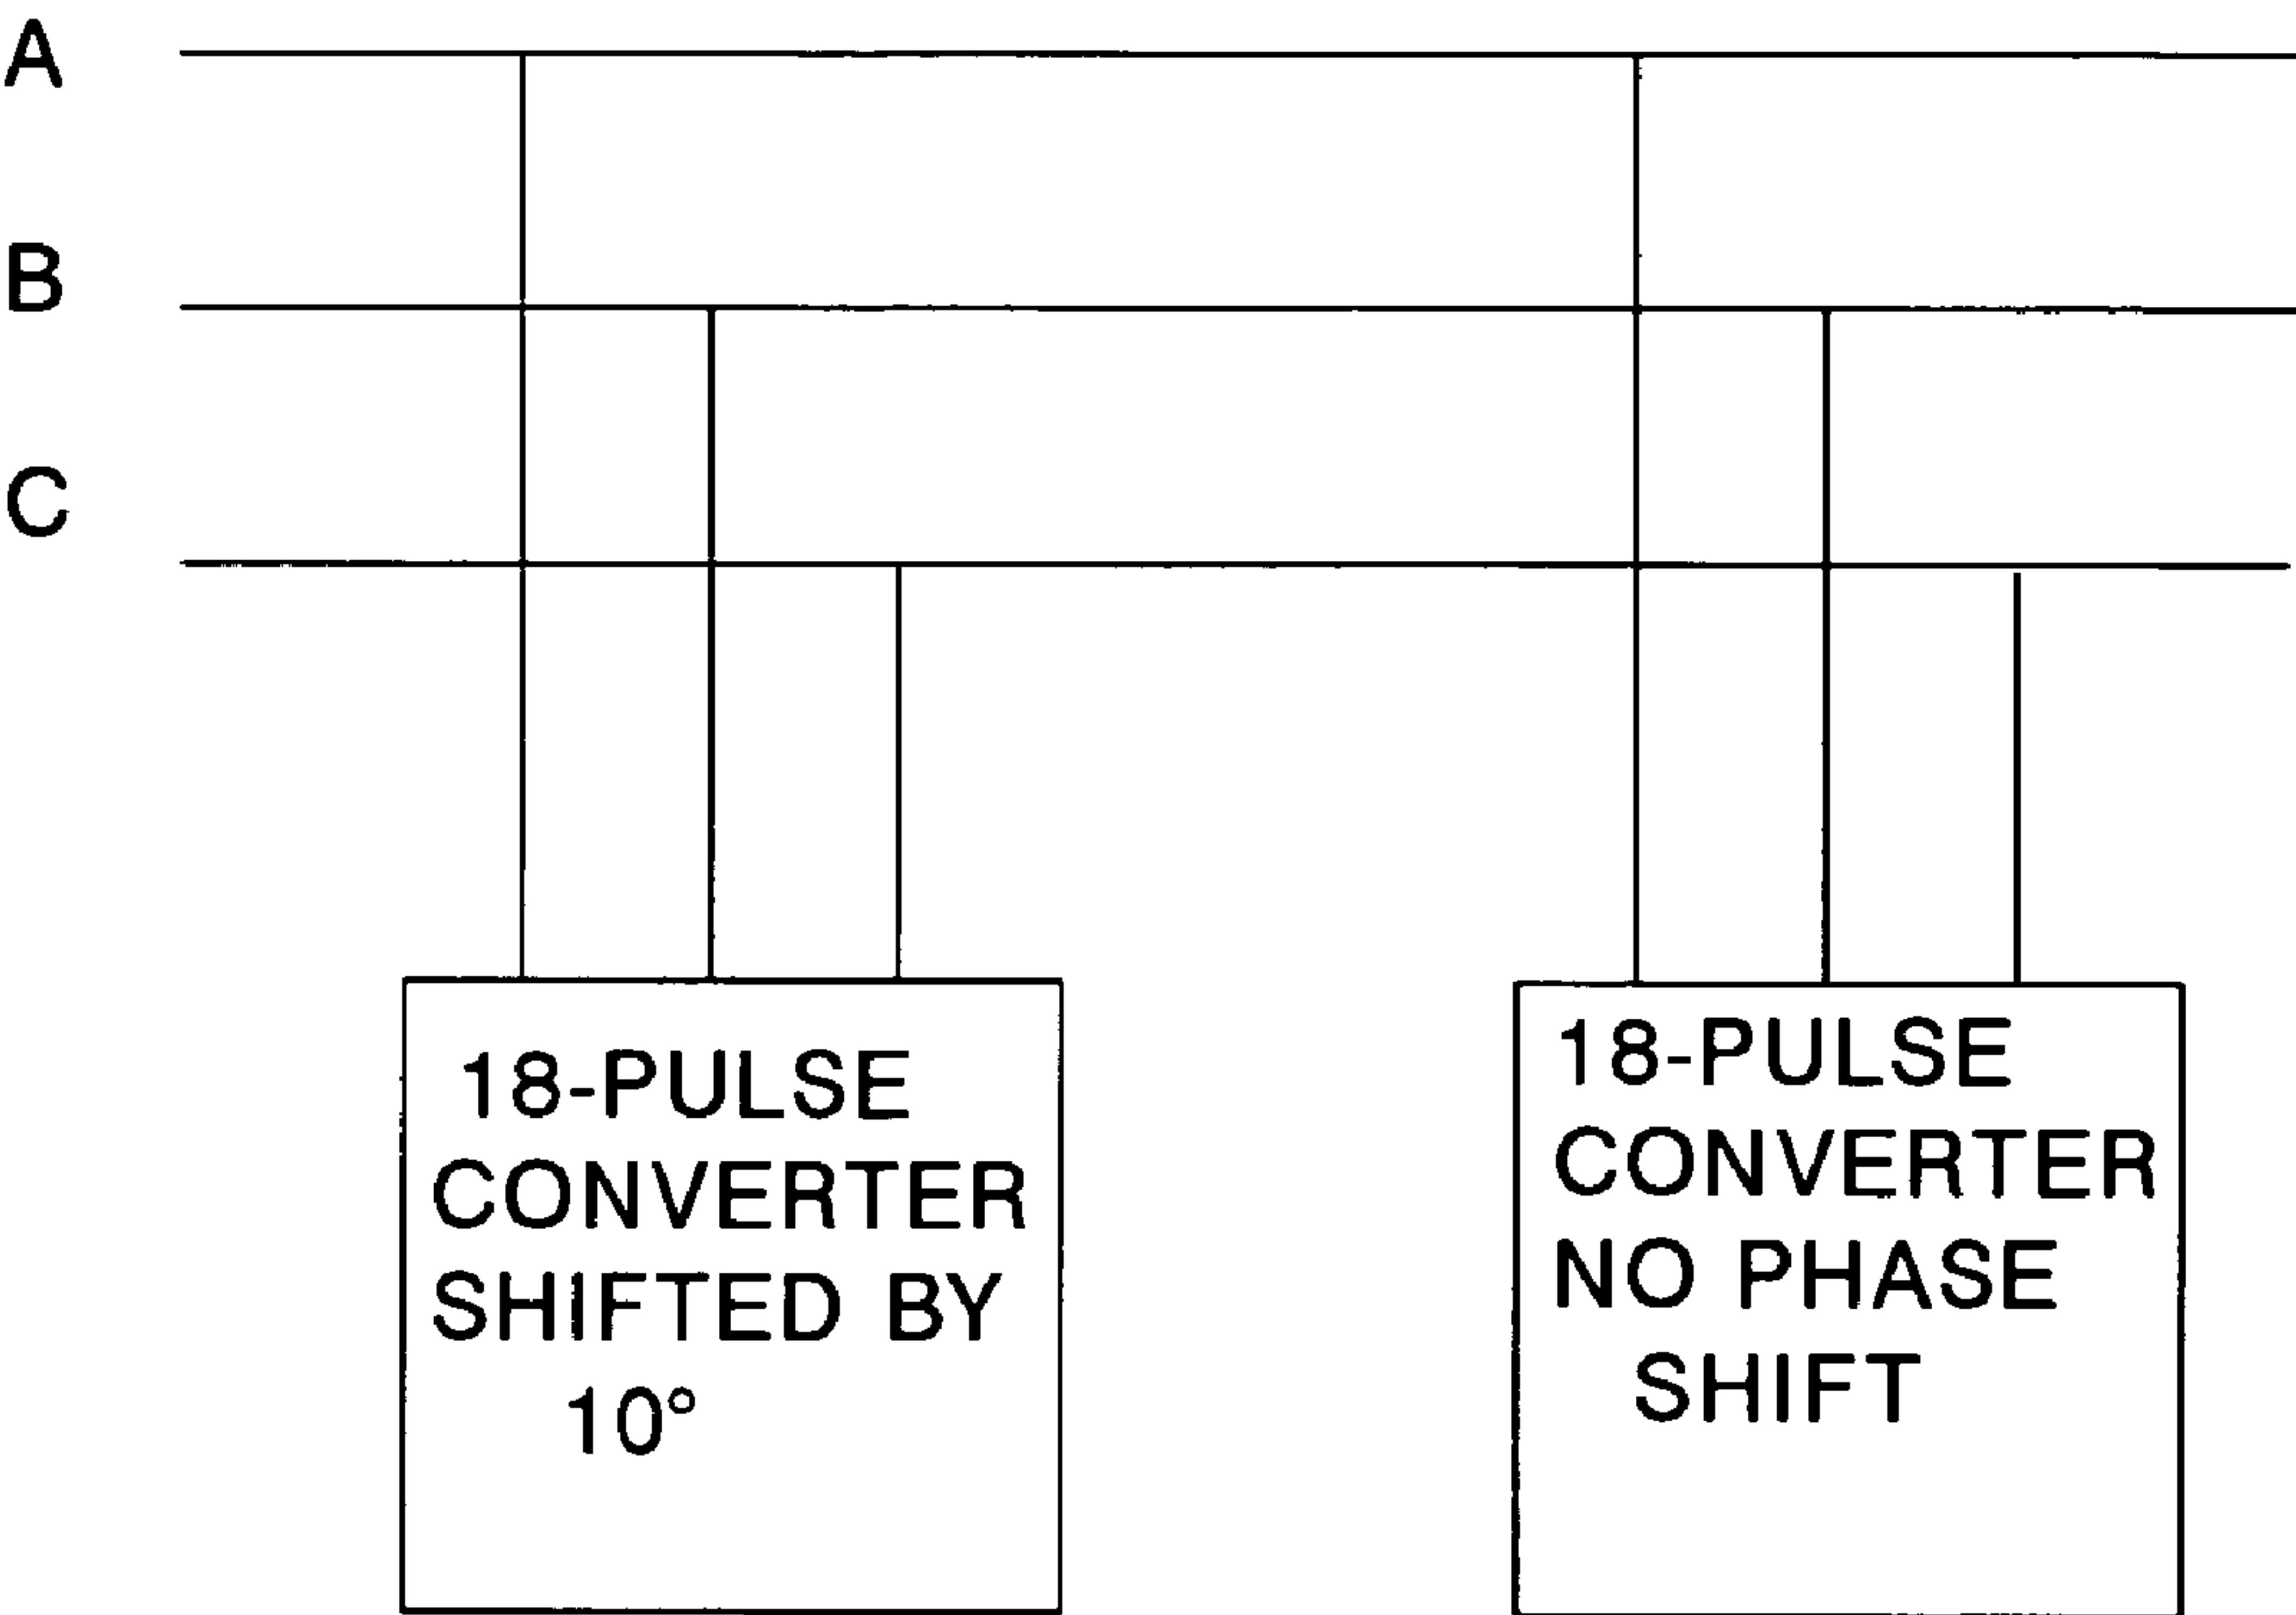 A
B
C
18-PULSE
CONVERTER
SHIFTED BY
10°
18-PULSE
CONVERTER
NO PHASE
SHIFT